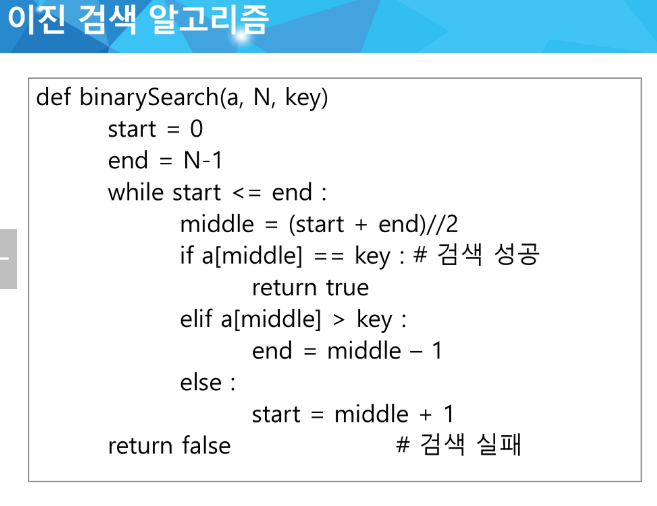 이진 검색 알고리즘
def binarySearch(a, N, key)
start = 0
end = N-1
while start <= end :
middle = (start + end)//2
if a[middle] == key : # 검색 성공
return true
elif a[middle] > key :
end = middle – 1
else :
start = middle + 1
return false # 검색 실패